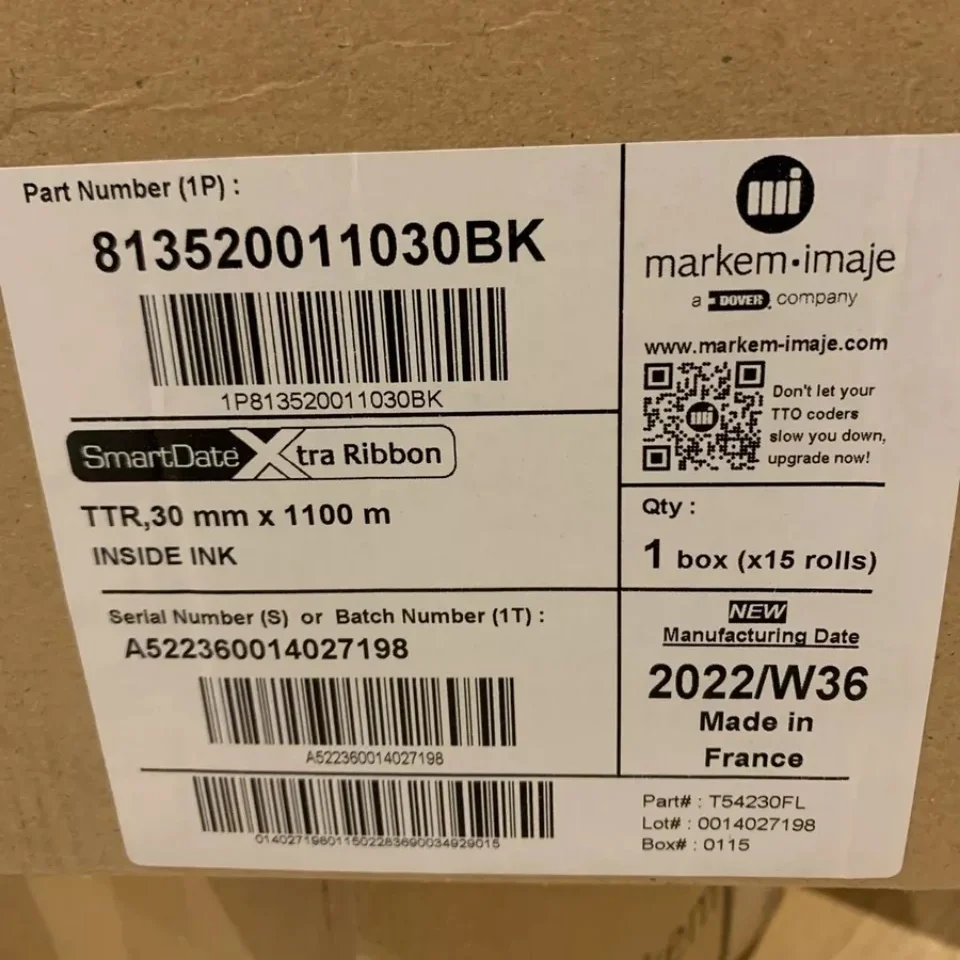 Part Number (1P) :
813520011030BK
1P813520011030BK
SmartDate Xtra Ribbon
TTR,30 mm x 1100 m
INSIDE INK
Serial Number (S) or Batch Number (1T) :
A522360014027198
A522360014027198
mi
markem·imaje
a DOVER company
www.markem-imaje.com
mi
Don't let your
TTO coders
slow you down,
upgrade now!
Qty :
1 box (x15 rolls)
NEW
Manufacturing Date
2022/W36
Made in
France
Part# : T54230FL
Lot# : 0014027198
Box# : 0115